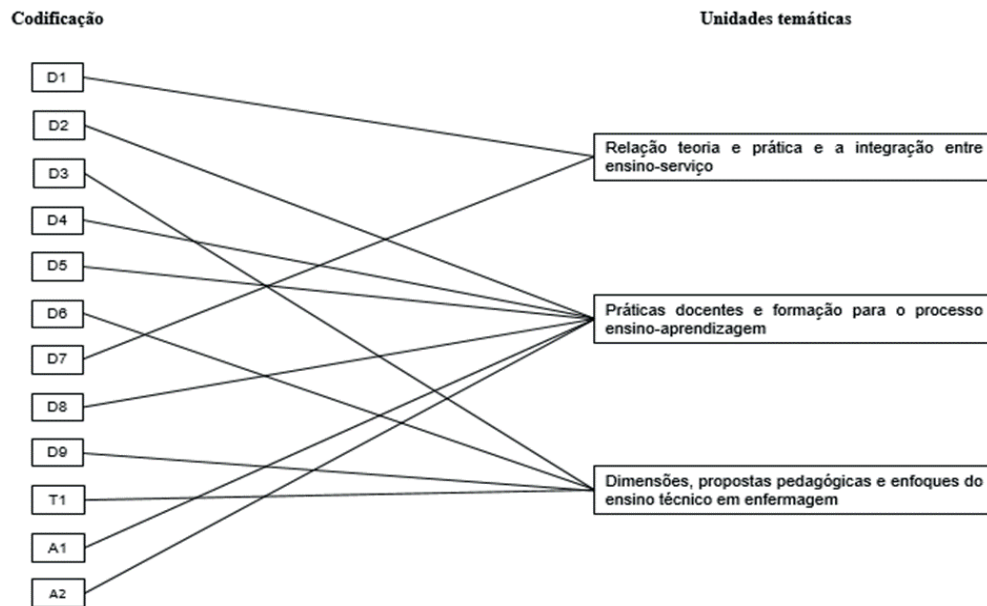 Codificação
Unidades temáticas
D1
D2
D3
D4
D5
D6
D7
D8
D9
T1
A1
A2
Relação teoria e prática e a integração entre
ensino-serviço
Práticas docentes e formação para o processo
ensino-aprendizagem
Dimensões, propostas pedagógicas e enfoques do
ensino técnico em enfermagem